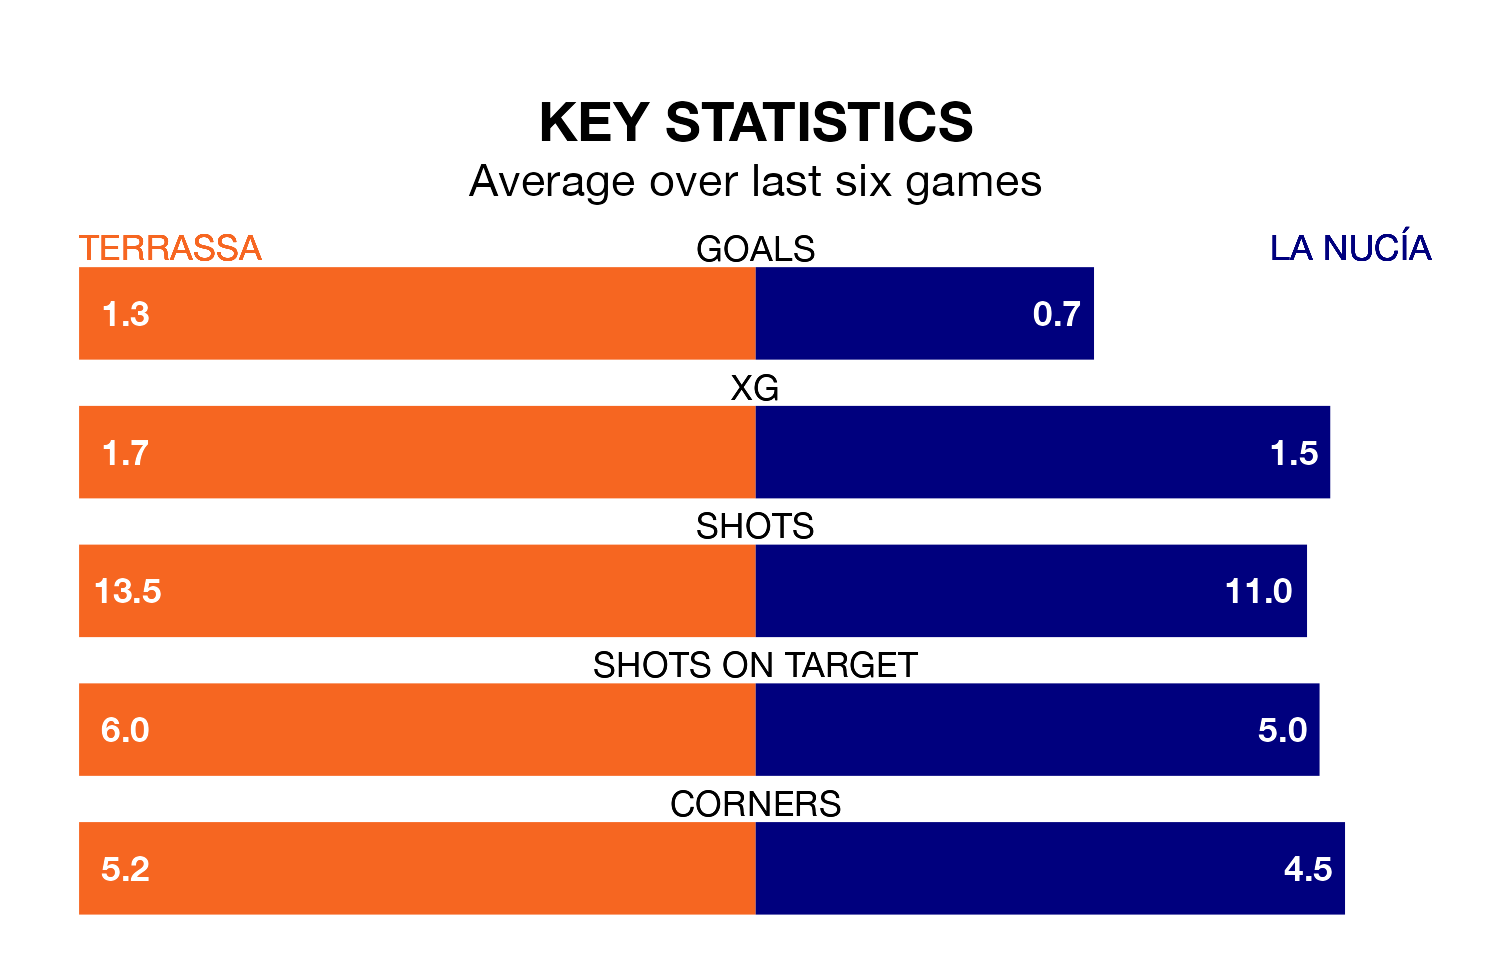 KEY STATISTICS
Average over last six games
TERRASSA GOALS LA NUCÍA
1.3 0.7
XG
1.7 1.5
SHOTS
13.5 11.0
SHOTS ON TARGET
6.0 5.0
CORNERS
5.2 4.5